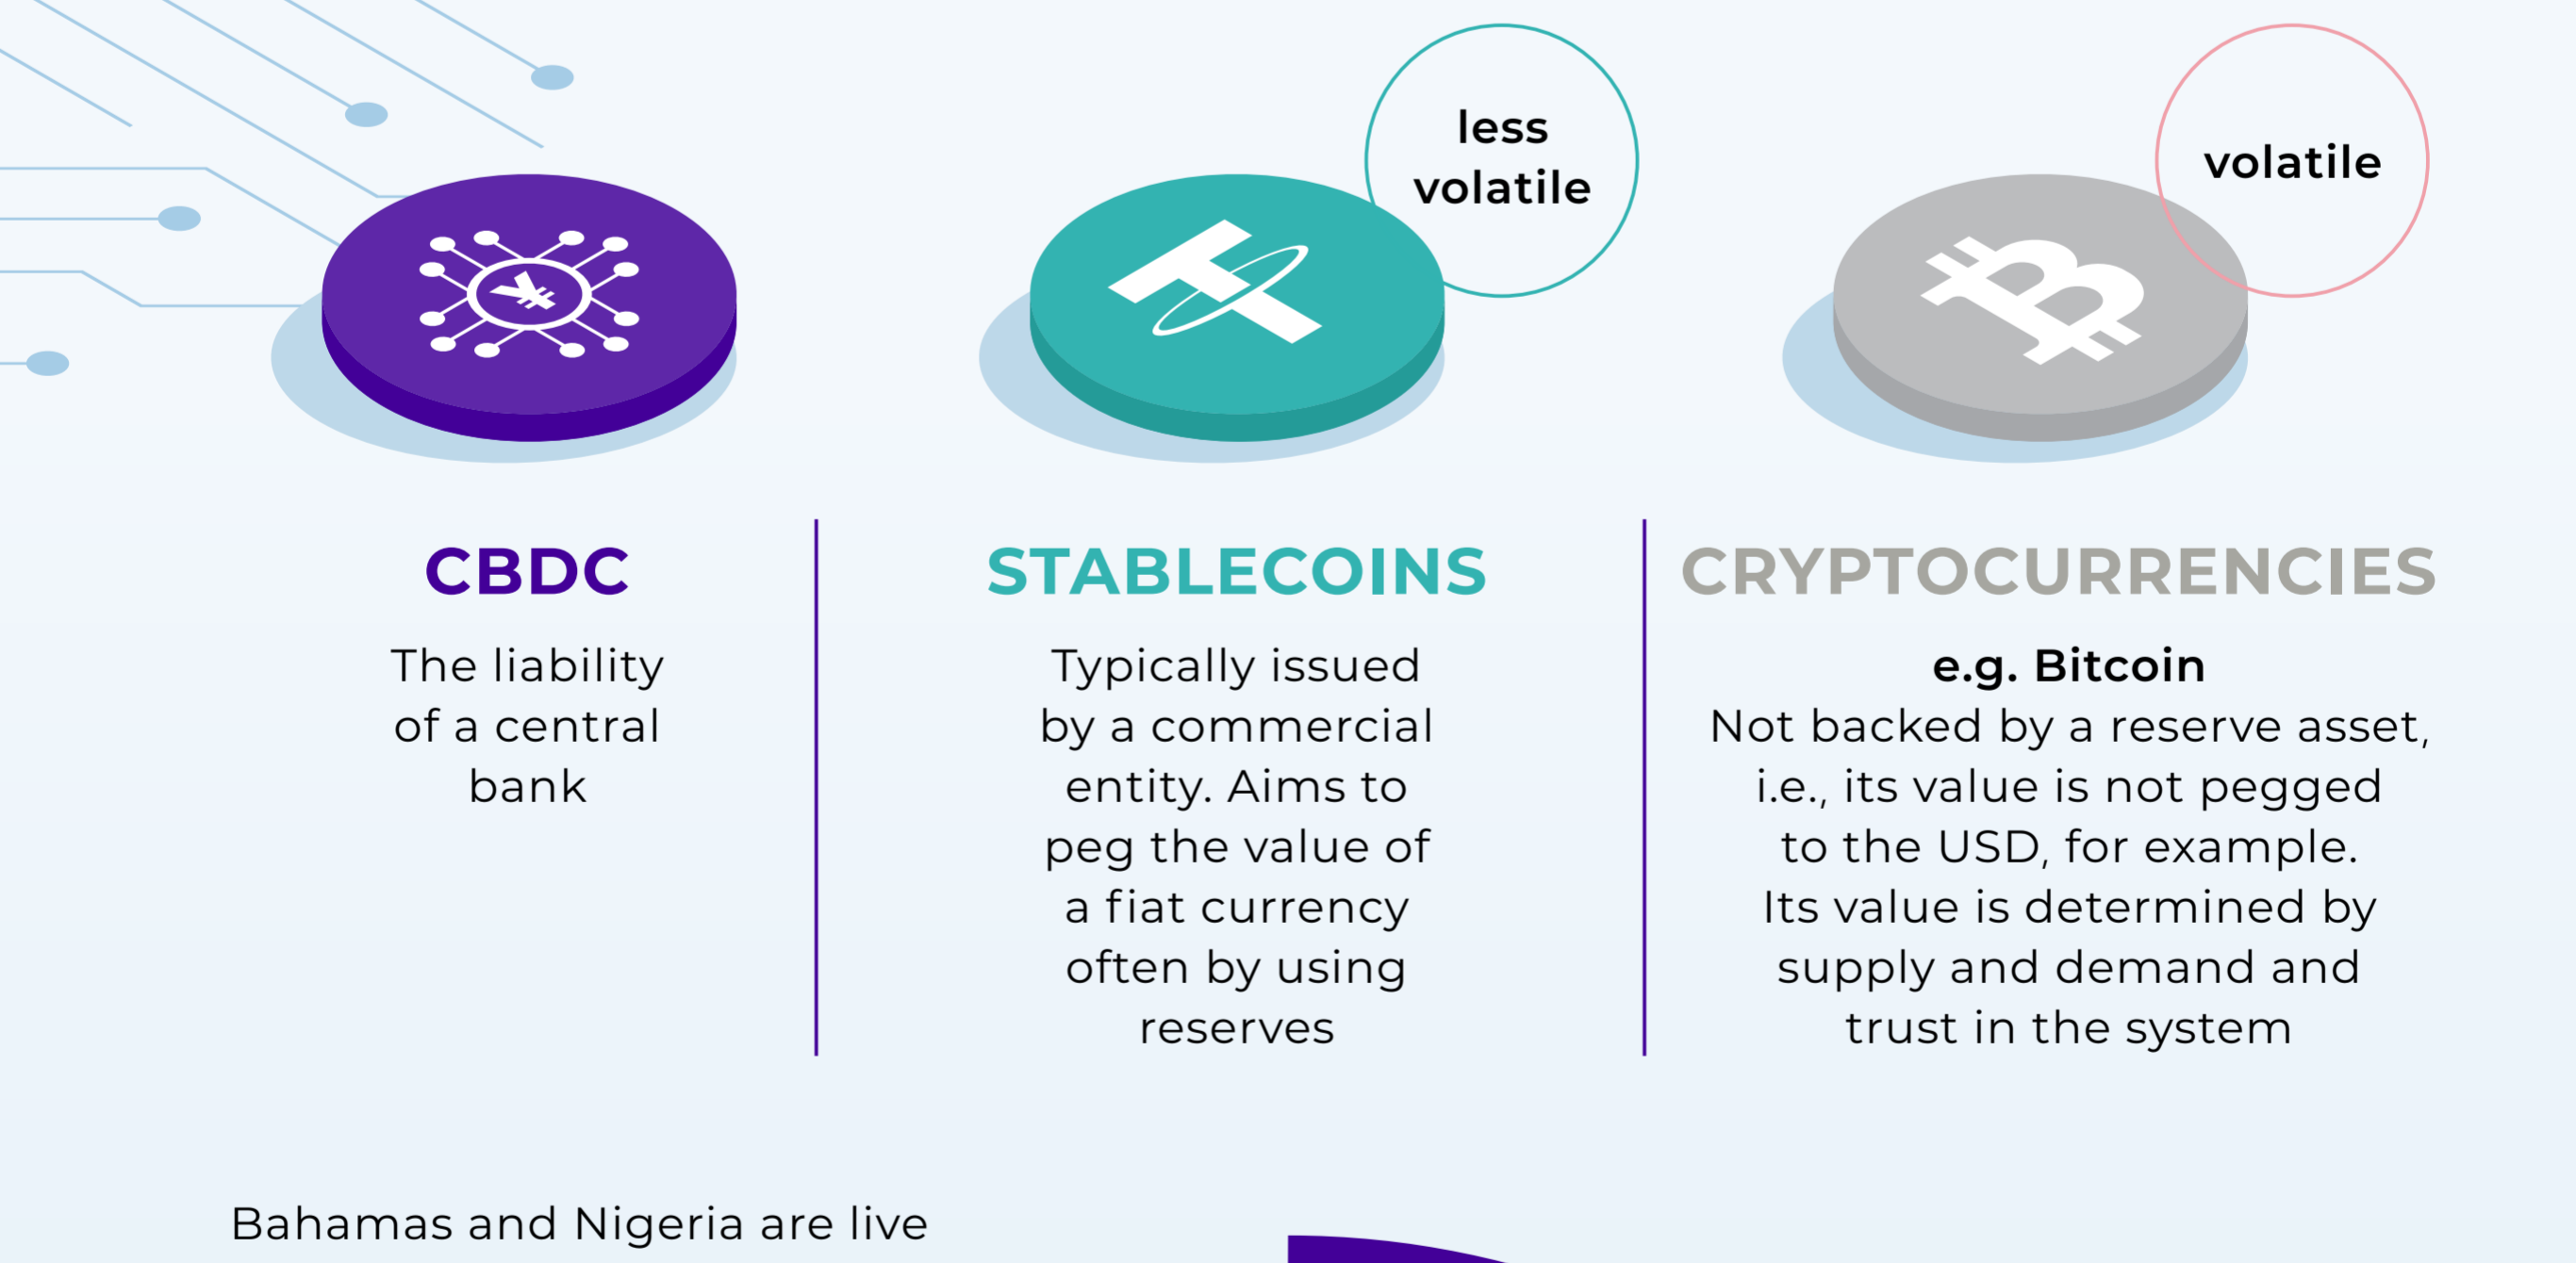 less
volatile
volatile
CBDC
The liability
of a central
bank
STABLECOINS
Typically issued
by a commercial
entity. Aims to
peg the value of
a fiat currency
often by using
reserves
CRYPTOCURRENCIES
e.g. Bitcoin
Not backed by a reserve asset,
i.e., its value is not pegged
to the USD, for example.
Its value is determined by
supply and demand and
trust in the system
Bahamas and Nigeria are live